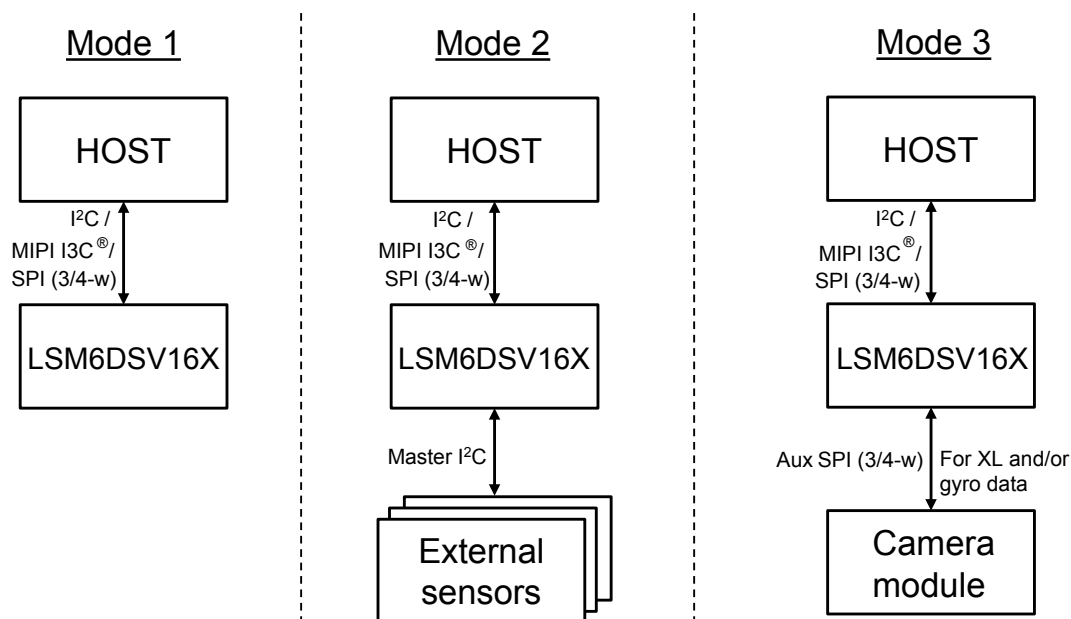 Mode 1
HOST
I²C /
MIPI I3C®/
SPI (3/4-w)
LSM6DSV16X
Mode 2
HOST
I²C /
MIPI I3C®/
SPI (3/4-w)
LSM6DSV16X
Master I²C
External
sensors
Mode 3
HOST
I²C /
MIPI I3C®/
SPI (3/4-w)
LSM6DSV16X
Aux SPI (3/4-w)
For XL and/or
gyro data
Camera
module